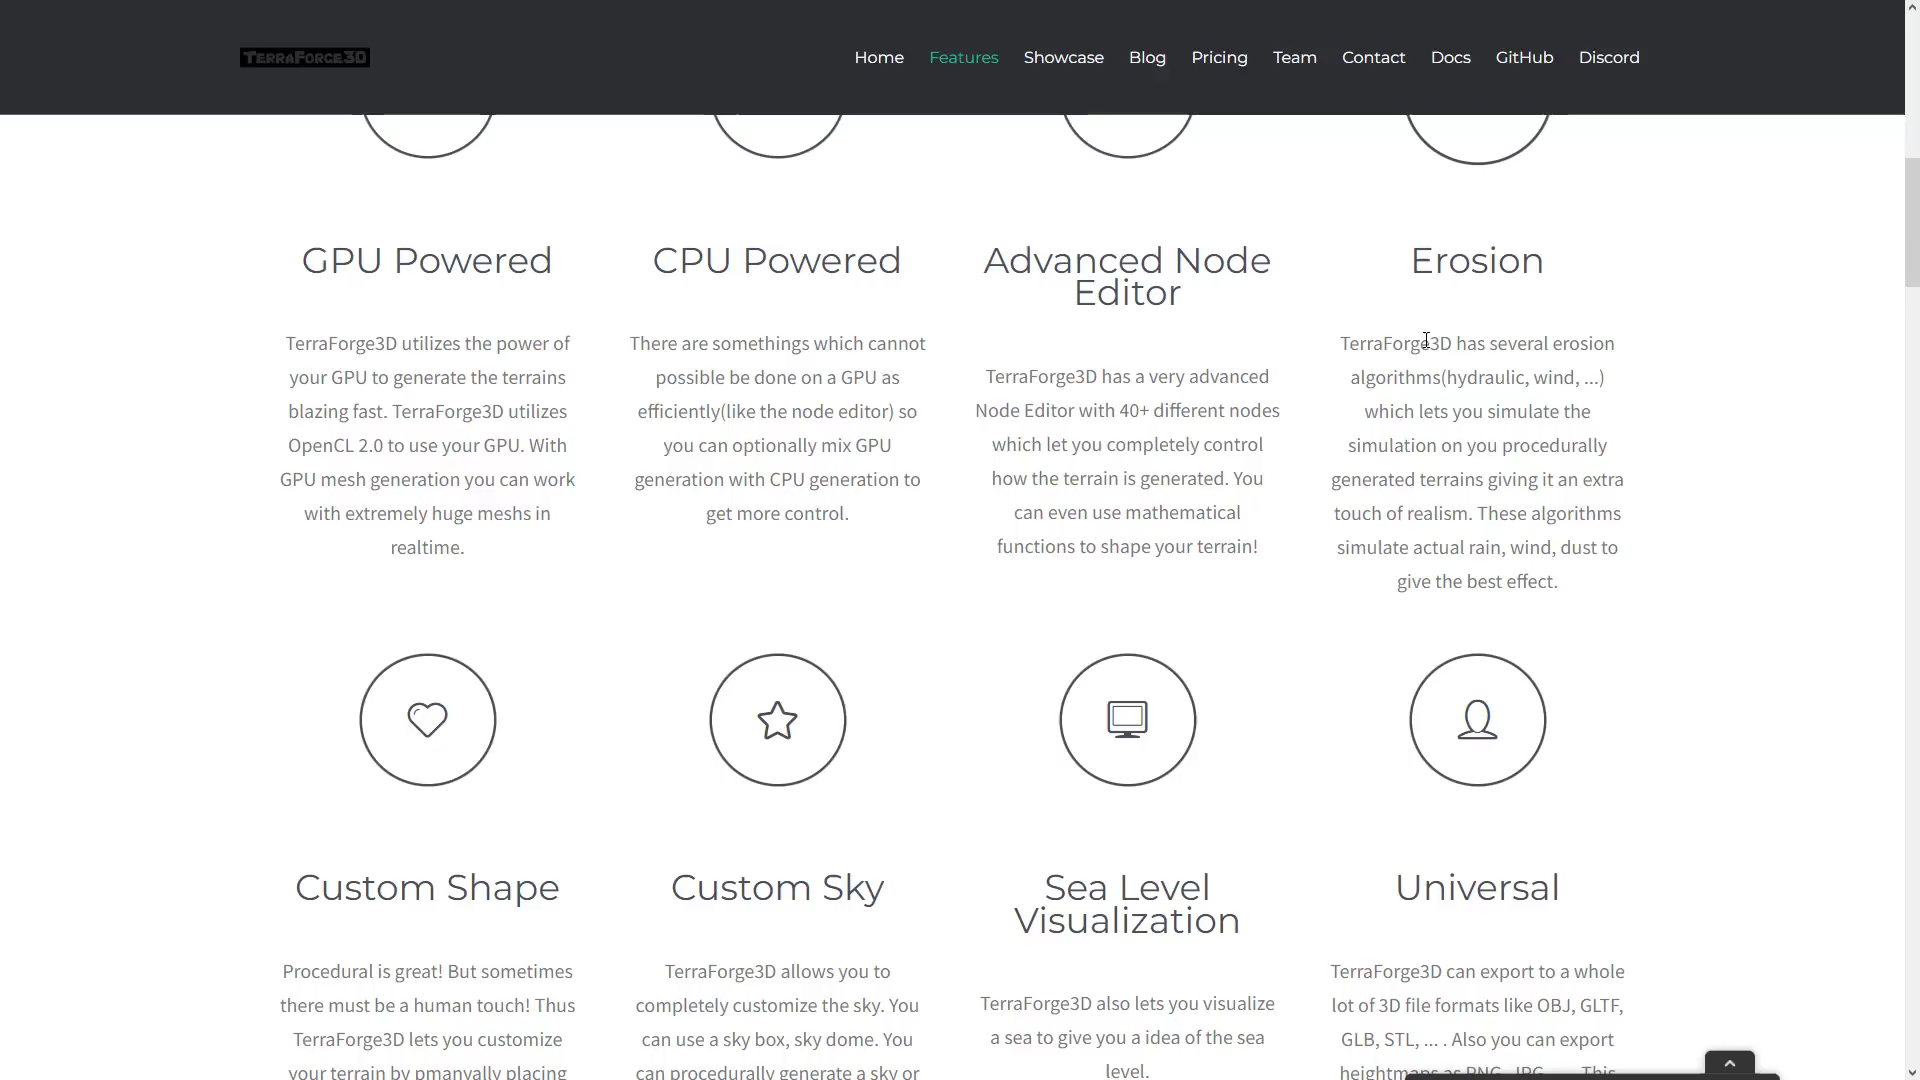 TERRAFORGE3D
Home
Features
Showcase
Blog
Pricing
Team
Contact
Docs
GitHub
Discord
GPU Powered
TerraForge3D utilizes the power of
your GPU to generate the terrains
blazing fast. TerraForge3D utilizes
OpenCL 2.0 to use your GPU. With
GPU mesh generation you can work
with extremely huge meshs in
realtime.
CPU Powered
There are somethings which cannot
possible be done on a GPU as
efficiently(like the node editor) so
you can optionally mix GPU
generation with CPU generation to
get more control.
Advanced Node
Editor
TerraForge3D has a very advanced
Node Editor with 40+ different nodes
which let you completely control
how the terrain is generated. You
can even use mathematical
functions to shape your terrain!
Erosion
TerraForge3D has several erosion
algorithms(hydraulic, wind, ...)
which lets you simulate the
simulation on you procedurally
generated terrains giving it an extra
touch of realism. These algorithms
simulate actual rain, wind, dust to
give the best effect.
Custom Shape
Procedural is great! But sometimes
there must be a human touch! Thus
TerraForge3D lets you customize
your terrain by pmanyally placing
Custom Sky
TerraForge3D allows you to
completely customize the sky. You
can use a sky box, sky dome. You
can procedurally generate a sky or
Sea Level
Visualization
TerraForge3D also lets you visualize
a sea to give you a idea of the sea
level.
Universal
TerraForge3D can export to a whole
lot of 3D file formats like OBJ, GLTF,
GLB, STL, ... . Also you can export
heightmaps as PNG, JPG, ... . This